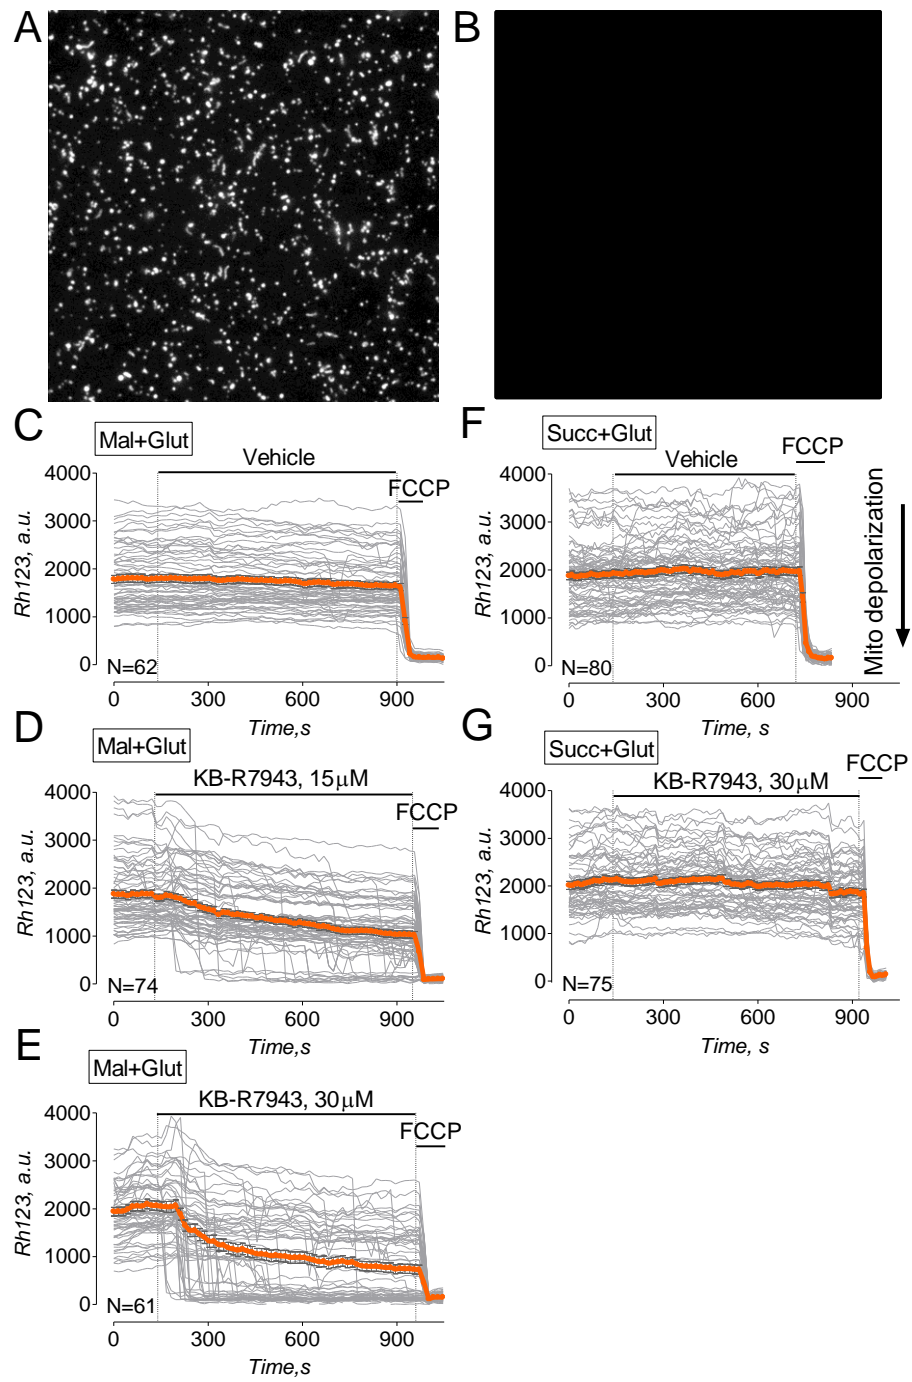 A
B
C
Mal+Glut
Vehicle
FCCP
4000
3000
2000
1000
0
Rh123, a.u.
N=62
0
300
600
900
Time,s
F
Succ+Glut
FCCP
Vehicle
4000
3000
2000
1000
0
Rh123, a.u.
N=80
0
300
600
900
Time,s
Mito depolarization
D
Mal+Glut
KB-R7943, 15μM
FCCP
4000
3000
2000
1000
0
Rh123, a.u.
N=74
0
300
600
900
Time,s
G
Succ+Glut
FCCP
KB-R7943, 30μM
4000
3000
2000
1000
0
Rh123, a.u.
N=75
0
300
600
900
Time, s
E
Mal+Glut
KB-R7943, 30μM
FCCP
4000
3000
2000
1000
0
Rh123, a.u.
N=61
0
300
600
900
Time,s